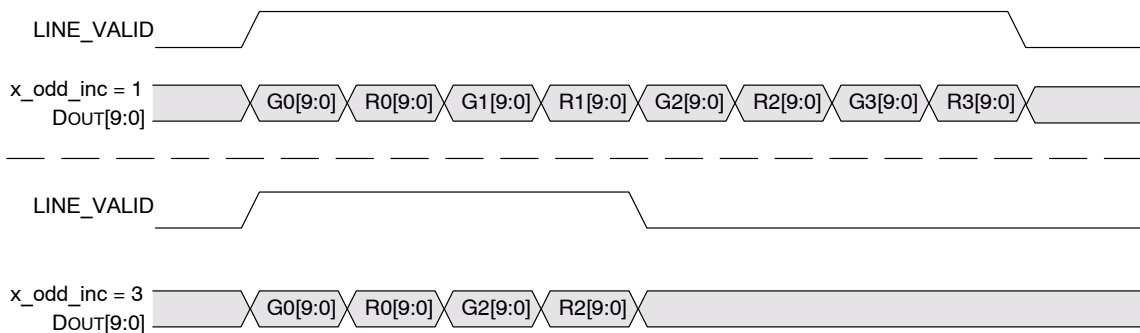 LINE_VALID
x_odd_inc = 1
DOUT[9:0]
G0[9:0] R0[9:0] G1[9:0] R1[9:0] G2[9:0] R2[9:0] G3[9:0] R3[9:0]
LINE_VALID
x_odd_inc = 3
DOUT[9:0]
G0[9:0] R0[9:0] G2[9:0] R2[9:0]